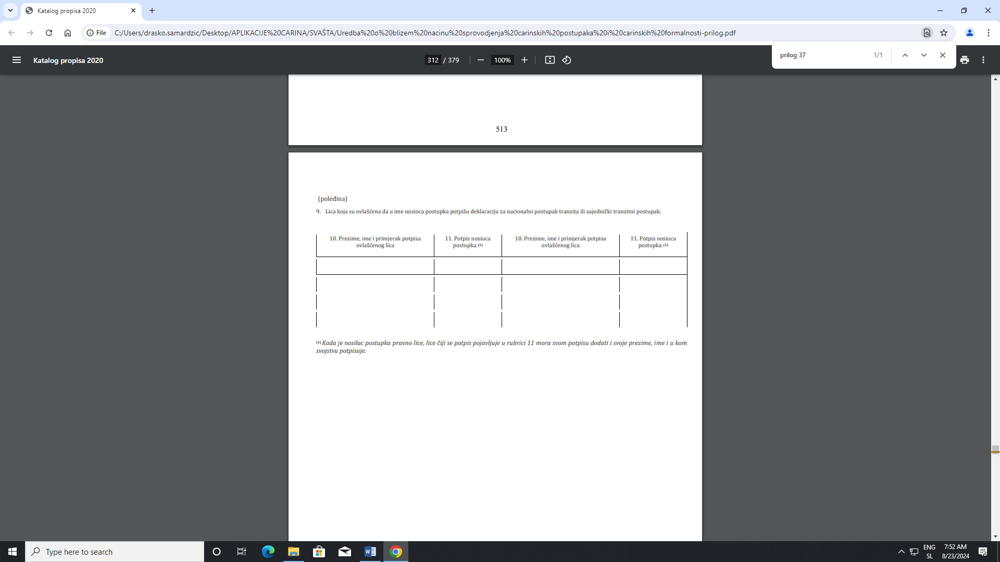 Katalog propisa 2020
File
C:/Users/drasko.samardzic/Desktop/APLIKACIJE%20CARINA/SVAŠTA/Uredba%20o%20blizem%20nacinu%20sprovodjenja%20carinskih%20postupaka%20i%20carinskih%20formalnosti-prilog.pdf
Katalog propisa 2020
312 / 379
100%
prilog 37
1/1
513
(poleđina)
9. Lica koja su ovlašćena da u ime nosioca postupka potpišu deklaraciju za nacionalni postupak tranzita ili zajednički tranzitni postupak:
10. Prezime, ime i primjerak potpisa
ovlašćenog lica
11. Potpis nosioca
postupka (1)
10. Prezime, ime i primjerak potpisa
ovlašćenog lica
11. Potpis nosioca
postupka (1)
(1) Kada je nosilac postupka pravno lice, lice čiji se potpis pojavljuje u rubrici 11 mora svom potpisu dodati i svoje prezime, ime i u kom
svojstvu potpisuje.
Type here to search
ENG
SL
7:52 AM
8/23/2024